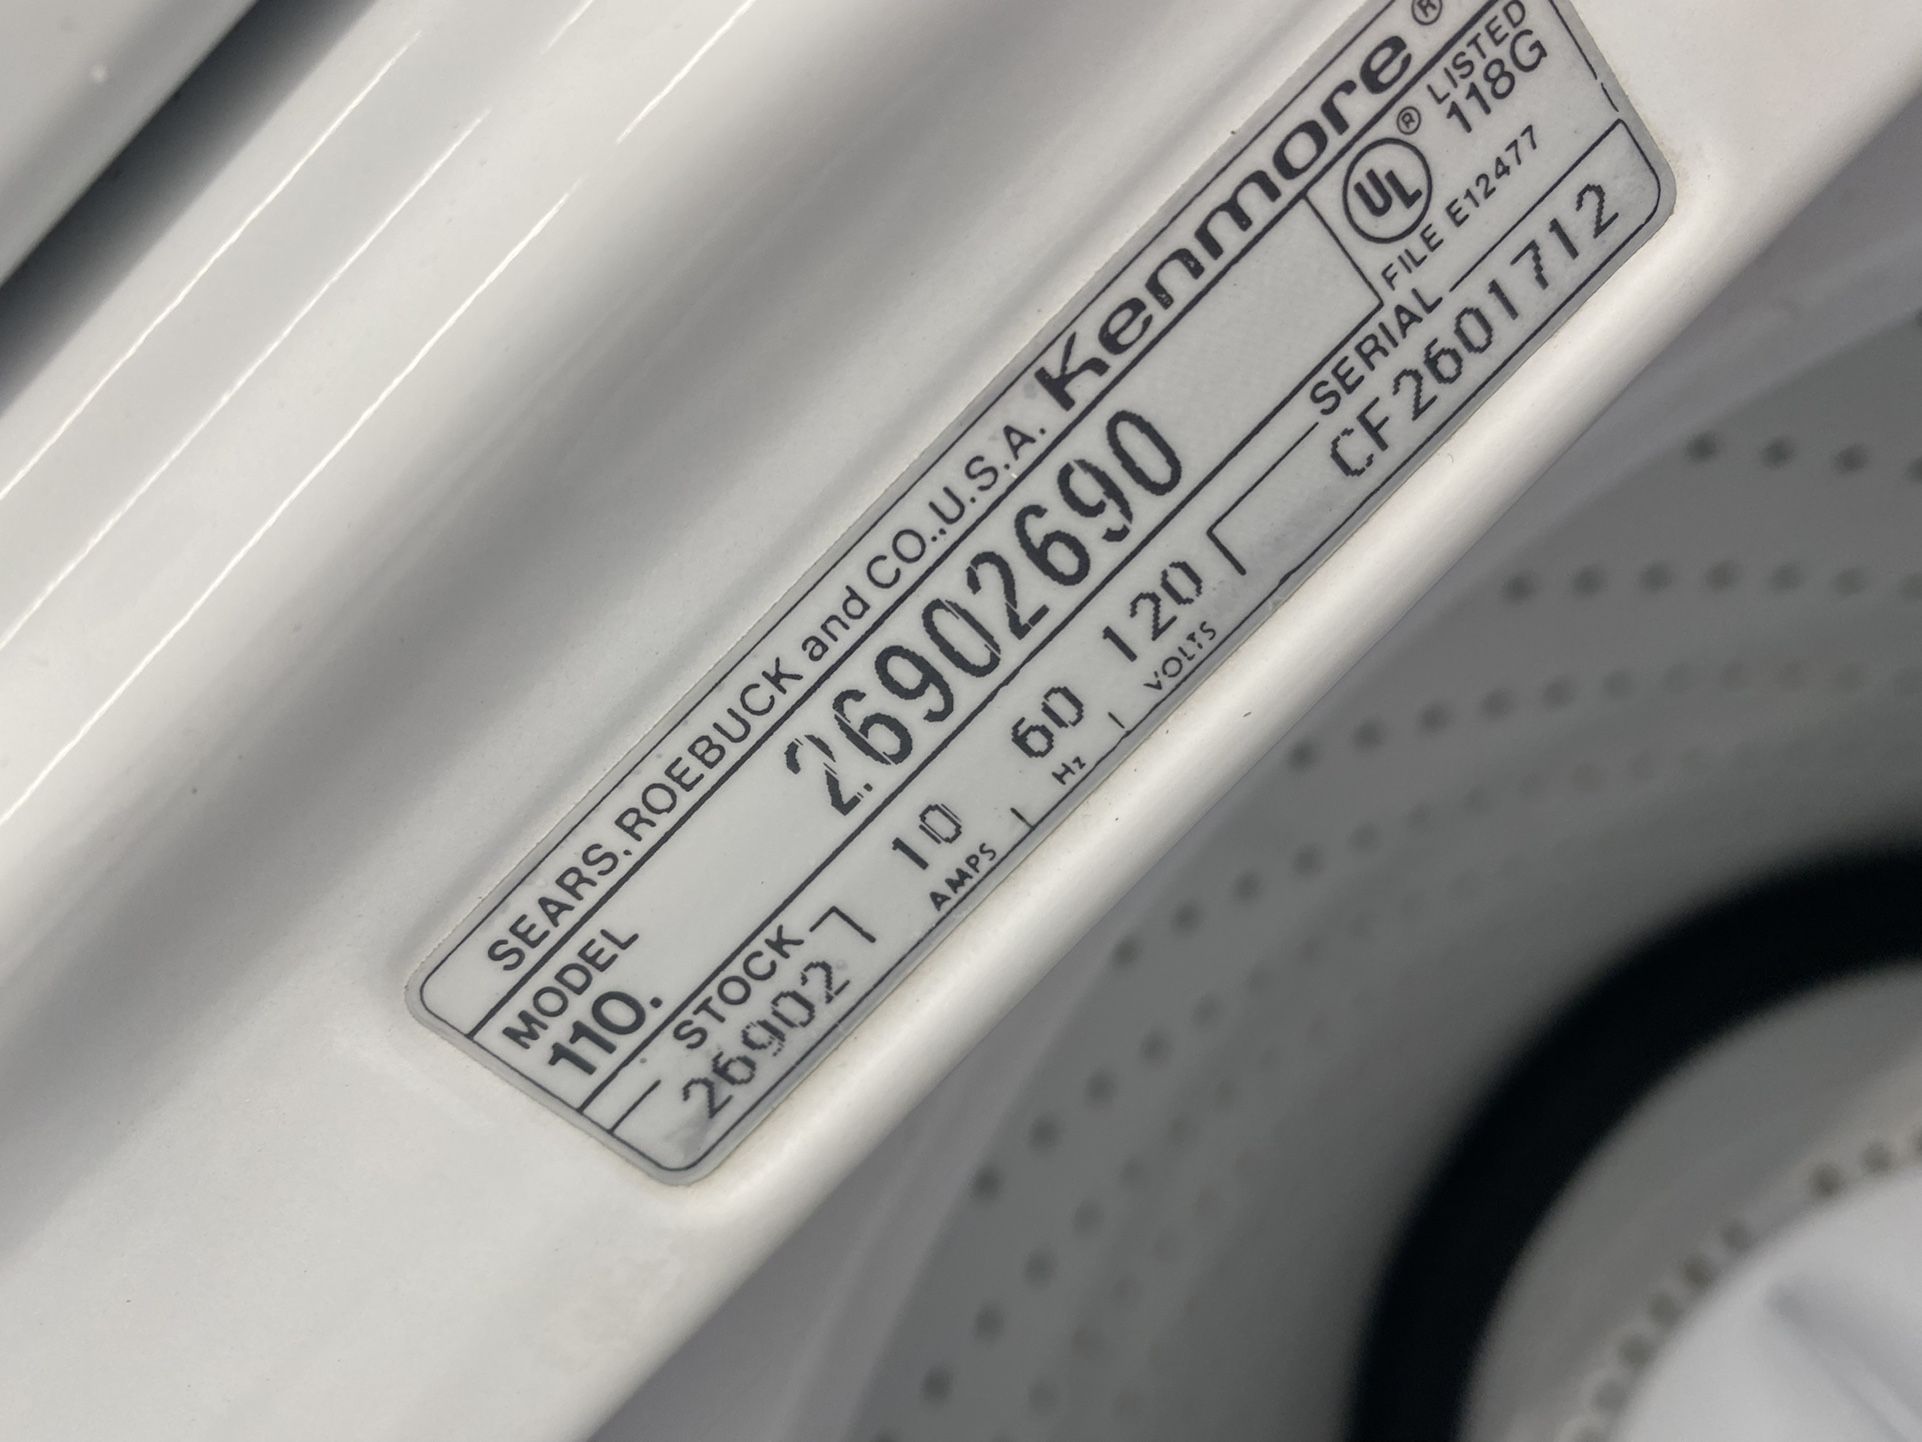 SEARS, ROEBUCK and CO., U.S.A. Kenmore®
MODEL
110. 26902690
UL® LISTED
118G
FILE E12477
STOCK
26902
10
AMPS
60
Hz
120
VOLTS
SERIAL
CF2601712